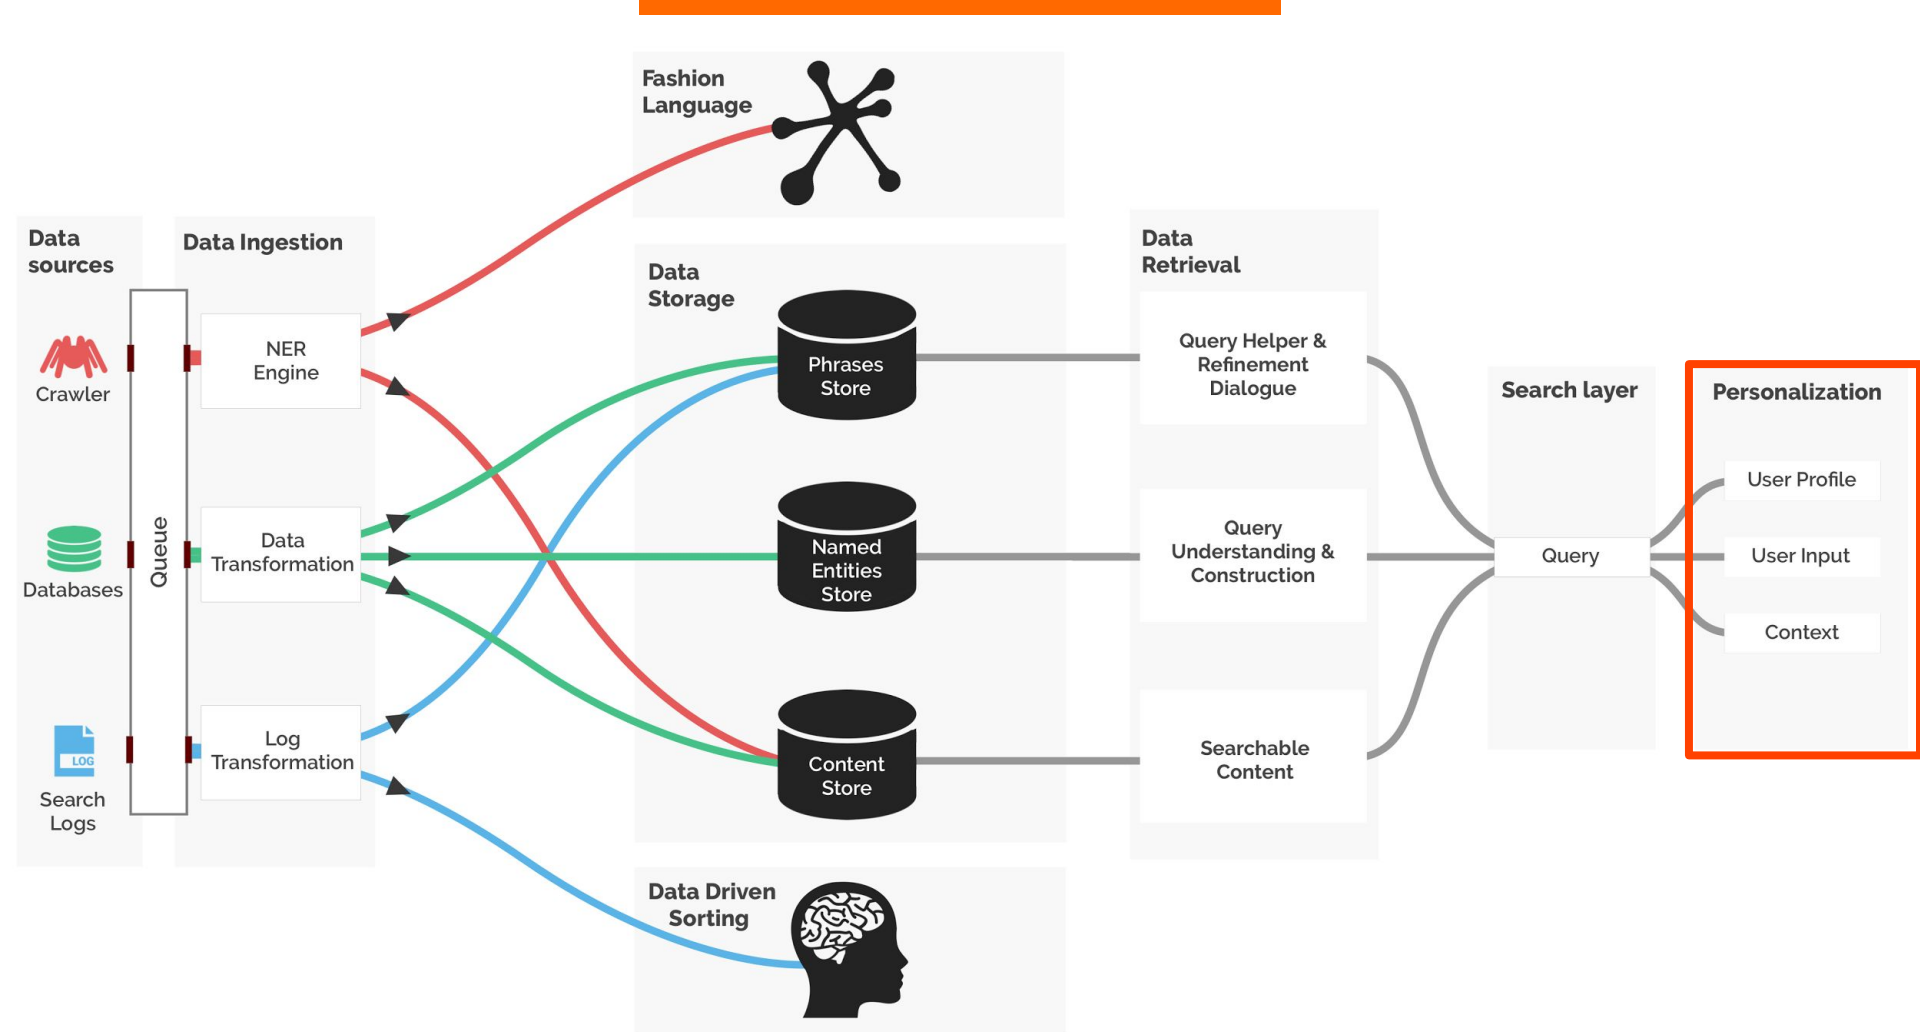 Fashion
Language
Data
sources
Crawler
Databases
Search
Logs
LOG
Queue
Data Ingestion
NER
Engine
Data
Transformation
Log
Transformation
Data
Storage
Phrases
Store
Named
Entities
Store
Content
Store
Data Driven
Sorting
Data
Retrieval
Query Helper &
Refinement
Dialogue
Query
Understanding &
Construction
Searchable
Content
Search layer
Query
Personalization
User Profile
User Input
Context